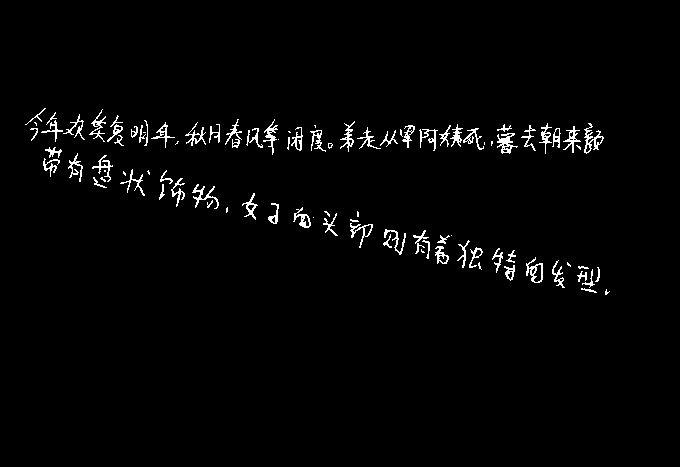 今年欢笑复明年,秋月春风等闲度。弟走从军阿姨死,暮去朝来颜
带有盘状饰物,女子的头部则有着独特的发型.